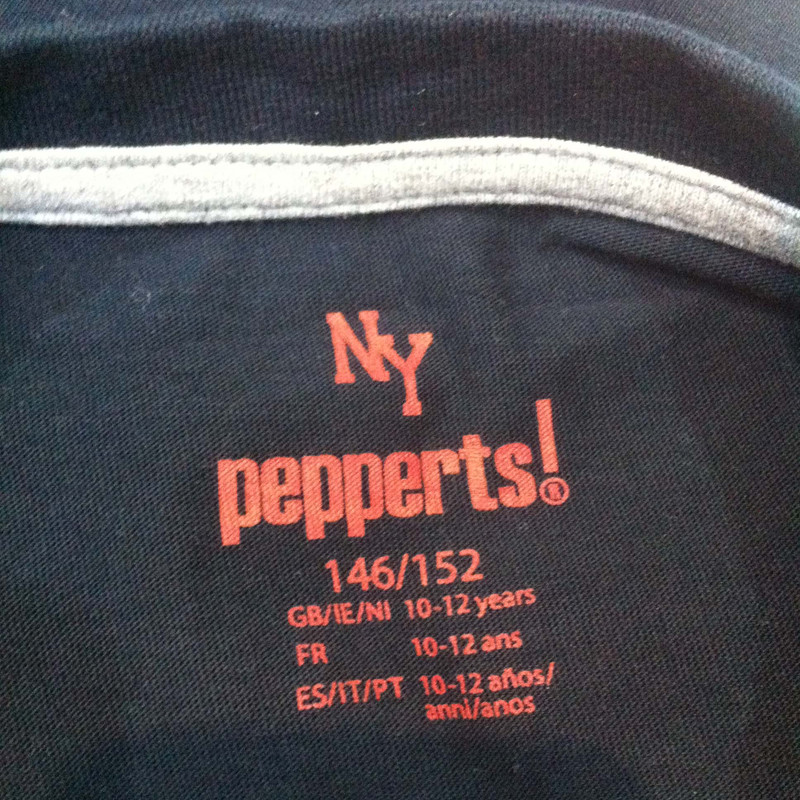 NY
pepperts!®
146/152
GB/IE/NI 10-12 years
FR 10-12 ans
ES/IT/PT 10-12 años/
anni/anos